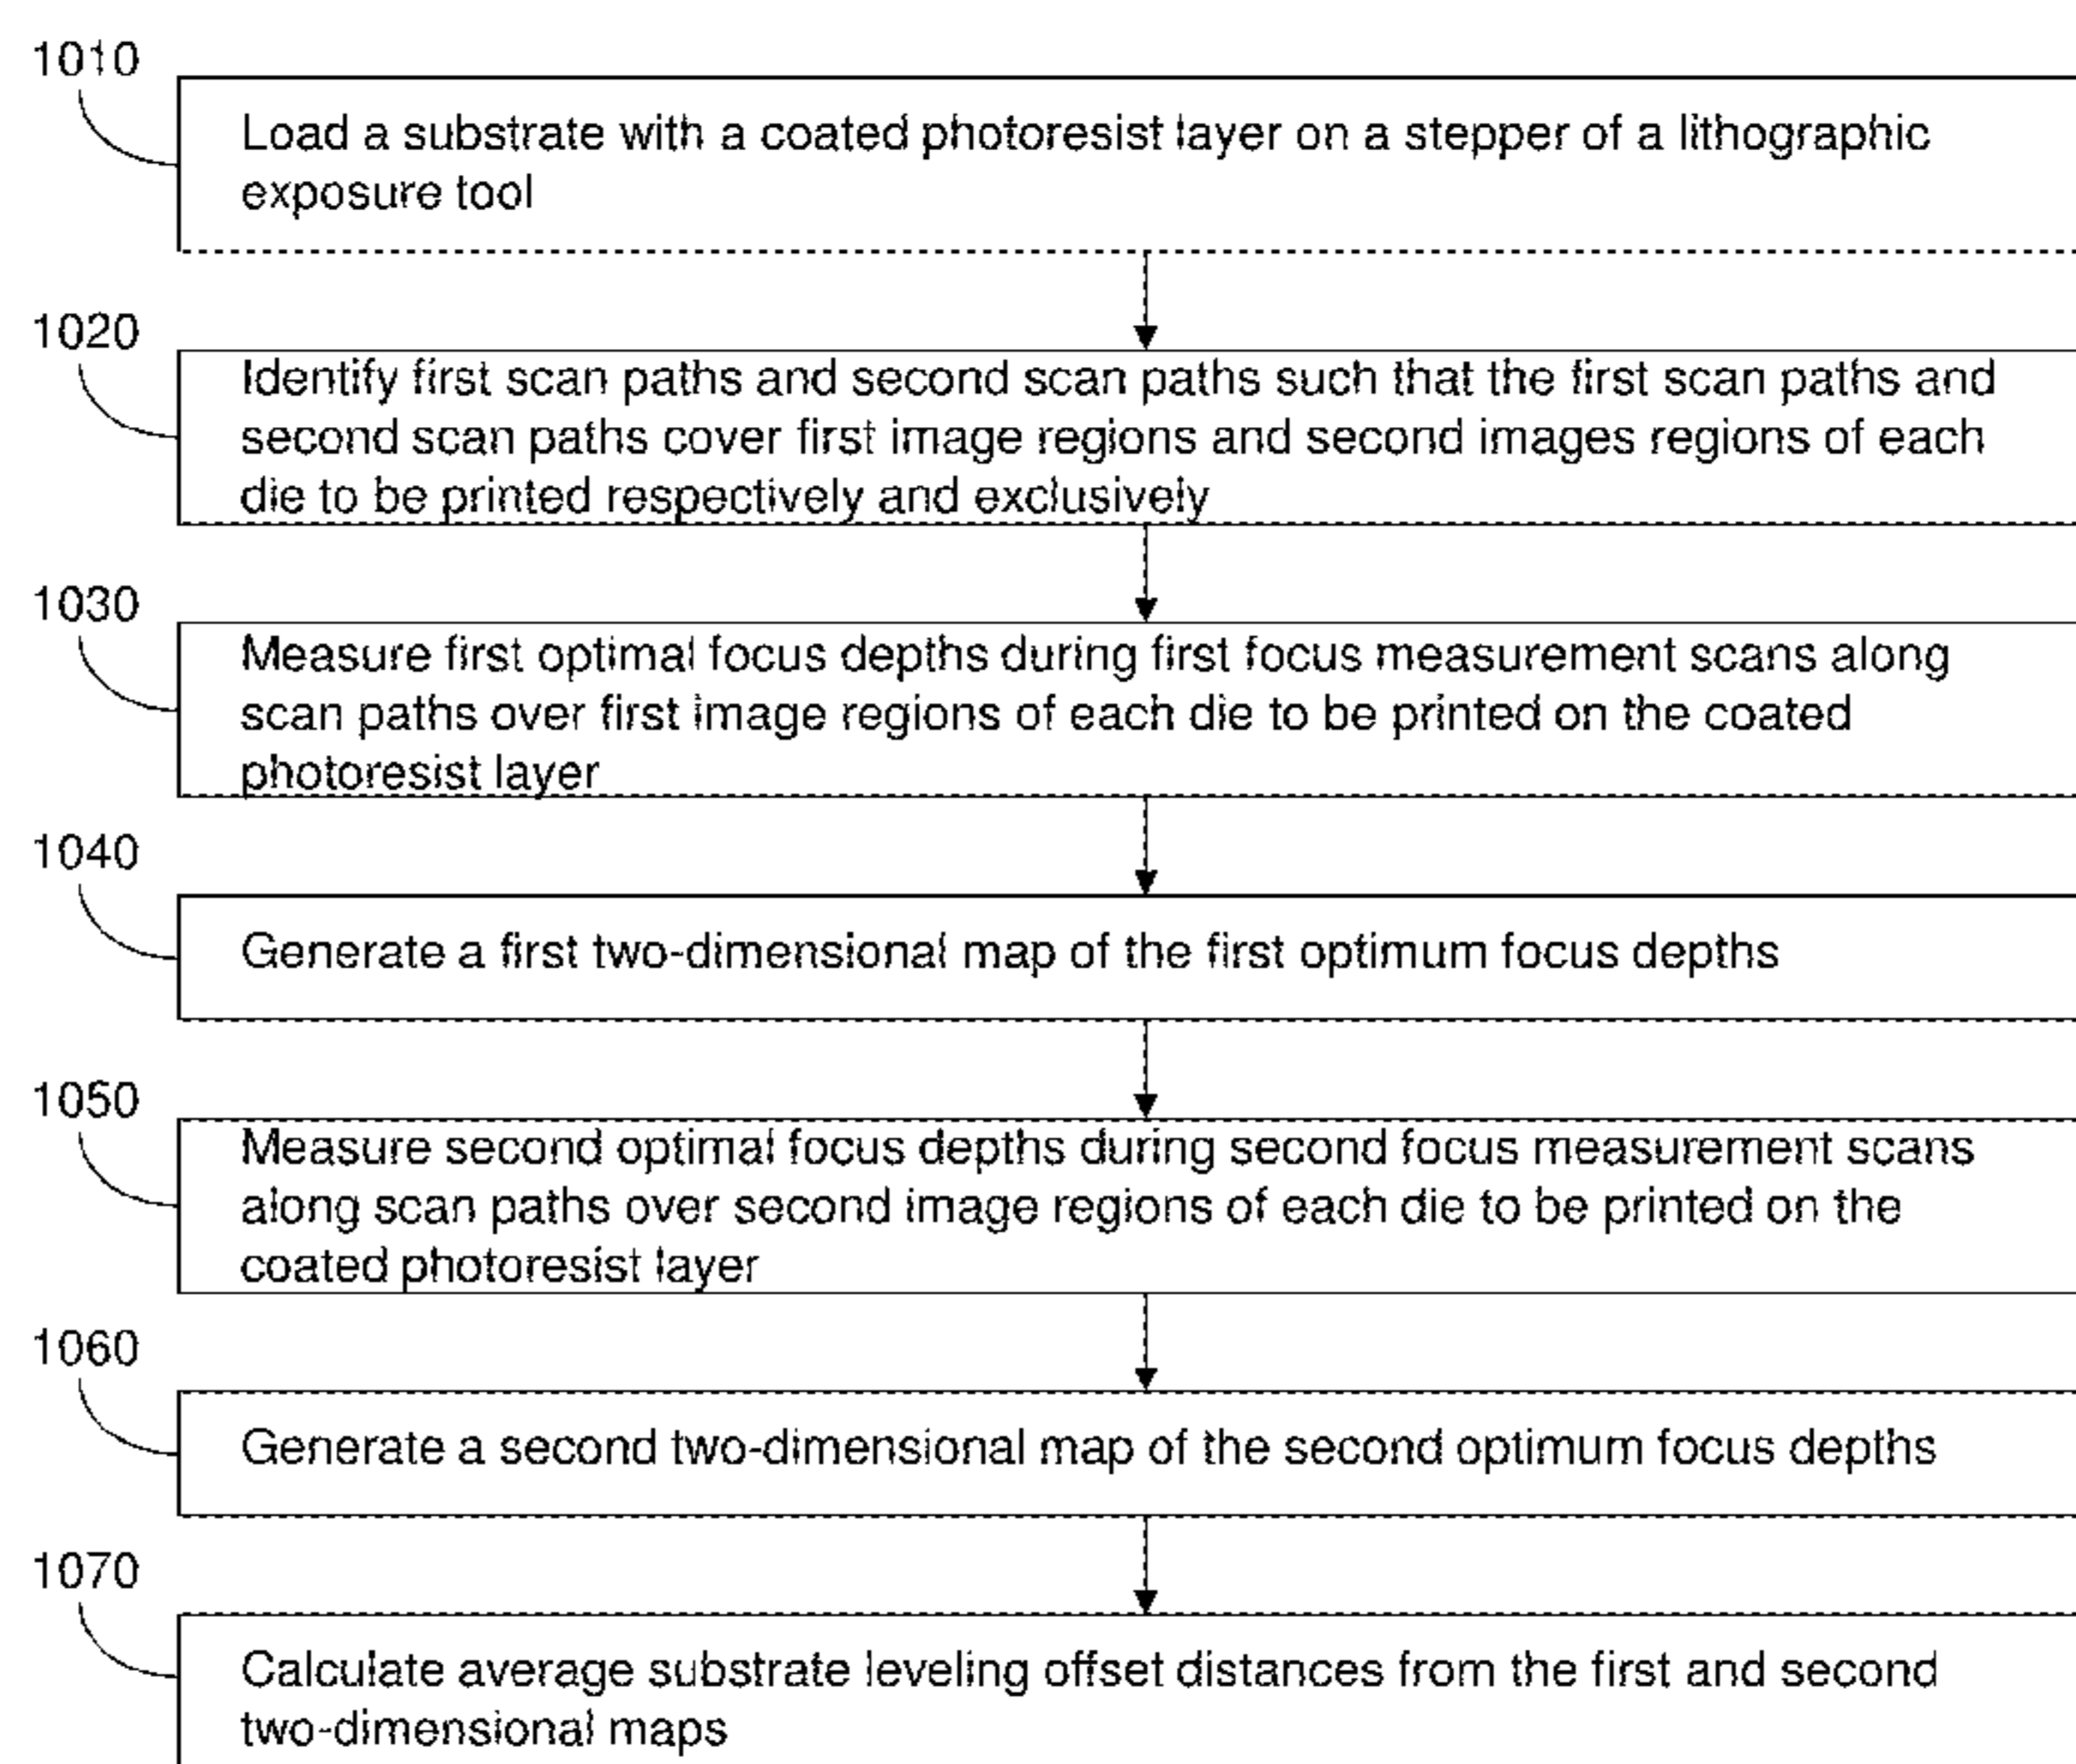 1010
Load a substrate with a coated photoresist layer on a stepper of a lithographic
exposure tool
1020
Identify first scan paths and second scan paths such that the first scan paths and
second scan paths cover first image regions and second images regions of each
die to be printed respectively and exclusively
1030
Measure first optimal focus depths during first focus measurement scans along
scan paths over first image regions of each die to be printed on the coated
photoresist layer
1040
Generate a first two-dimensional map of the first optimum focus depths
1050
Measure second optimal focus depths during second focus measurement scans
along scan paths over second image regions of each die to be printed on the
coated photoresist layer
1060
Generate a second two-dimensional map of the second optimum focus depths
1070
Calculate average substrate leveling offset distances from the first and second
two-dimensional maps